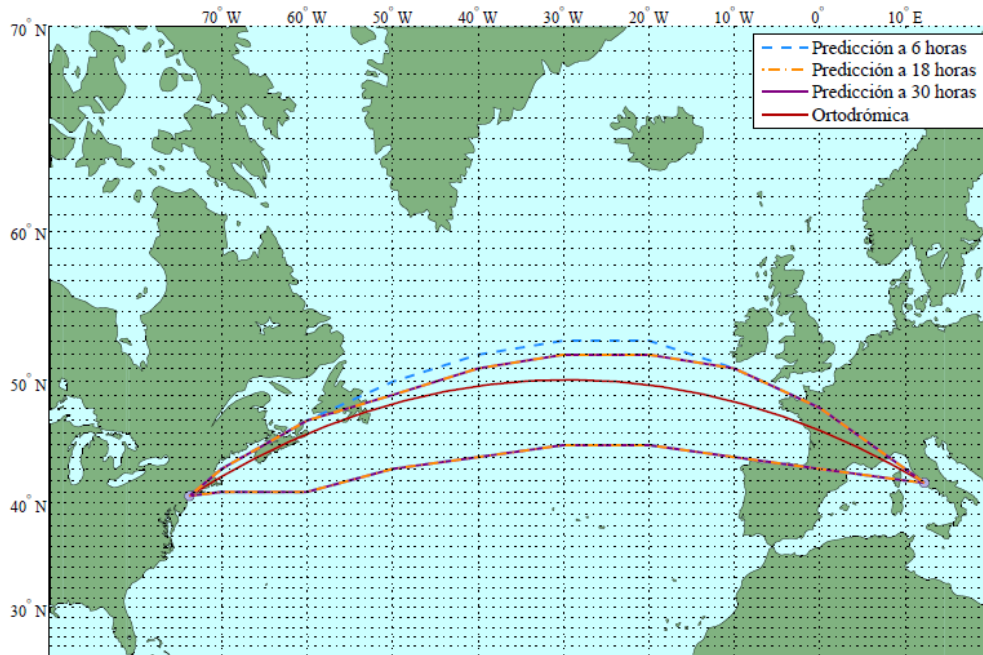 70° W 60° W 50° W 40° W 30° W 20° W 10° W 0° 10° E
70° N
60° N
50° N
40° N
30° N
Predicción a 6 horas
Predicción a 18 horas
Predicción a 30 horas
Ortodrómica